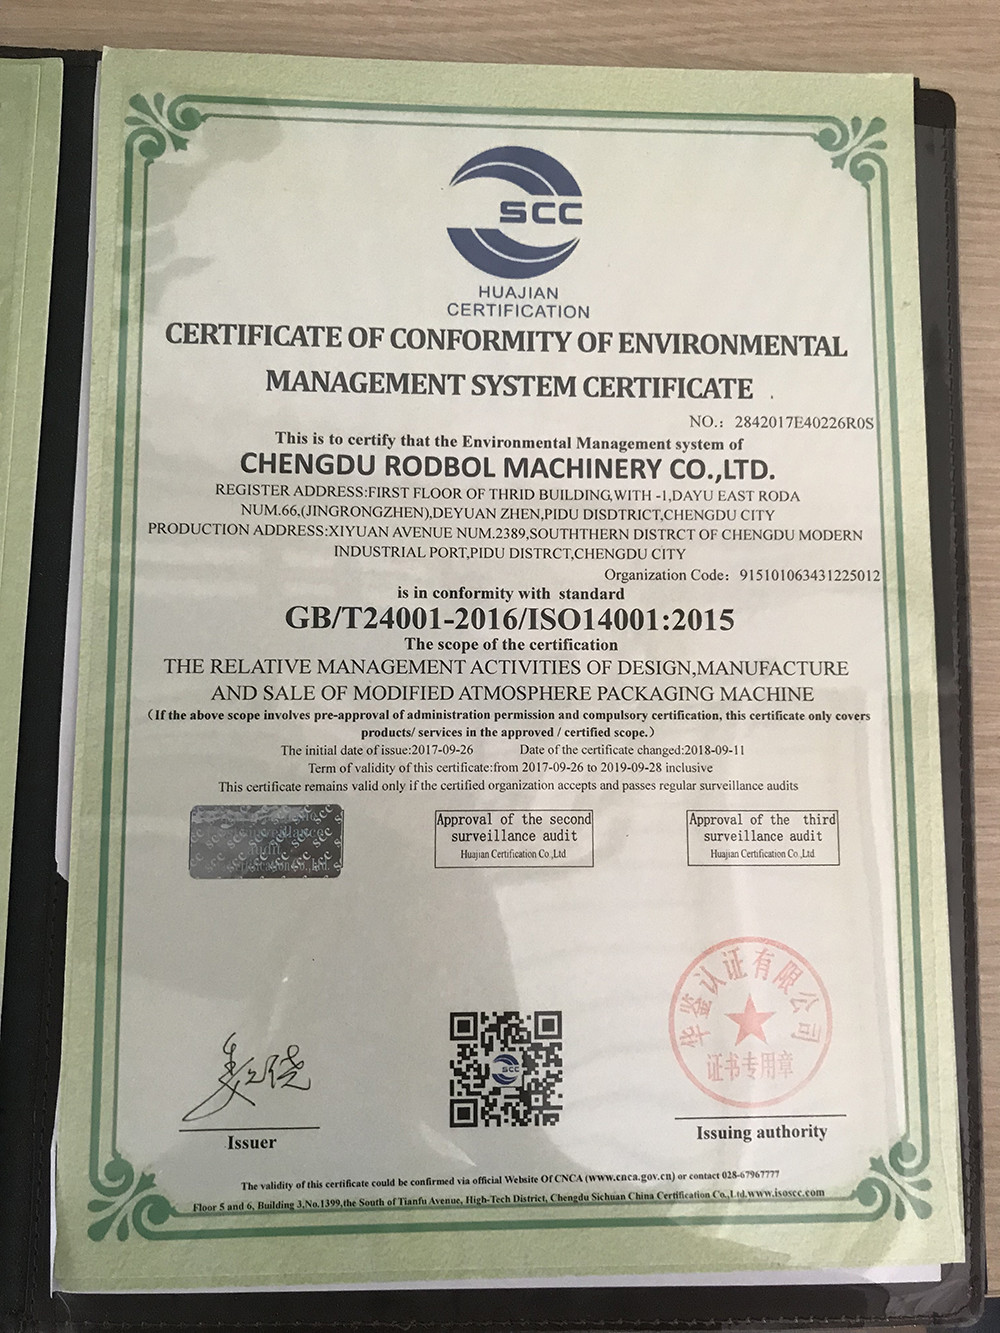 SCC
HUAJIAN
CERTIFICATION
CERTIFICATE OF CONFORMITY OF ENVIRONMENTAL
MANAGEMENT SYSTEM CERTIFICATE
NO.: 2842017E40226R0S
This is to certify that the Environmental Management system of
CHENGDU RODBOL MACHINERY CO.,LTD.
REGISTER ADDRESS:FIRST FLOOR OF THRID BUILDING,WITH -1,DAYU EAST RODA
NUM.66,(JINGRONGZHEN),DEYUAN ZHEN,PIDU DISDTRICT,CHENGDU CITY
PRODUCTION ADDRESS:XIYUAN AVENUE NUM.2389,SOUTHTHERN DISTRCT OF CHENGDU MODERN
INDUSTRIAL PORT,PIDU DISTRCT,CHENGDU CITY
Organization Code: 915101063431225012
is in conformity with standard
GB/T24001-2016/ISO14001:2015
The scope of the certification
THE RELATIVE MANAGEMENT ACTIVITIES OF DESIGN,MANUFACTURE
AND SALE OF MODIFIED ATMOSPHERE PACKAGING MACHINE
(If the above scope involves pre-approval of administration permission and compulsory certification, this certificate only covers
products/ services in the approved / certified scope.)
The initial date of issue:2017-09-26 Date of the certificate changed:2018-09-11
Term of validity of this certificate:from 2017-09-26 to 2019-09-28 inclusive
This certificate remains valid only if the certified organization accepts and passes regular surveillance audits
Approval of the second
surveillance audit
Huajian Certification Co.,Ltd
Approval of the third
surveillance audit
Huajian Certification Co.,Ltd
华鉴认证有限公司
证书专用章
SCC
Issuer
Issuing authority
The validity of this certificate could be confirmed via official Website Of CNCA (www.cnca.gov.cn) or contact 028-67967777
Floor 5 and 6, Building 3,No.1399,the South of Tianfu Avenue, High-Tech District, Chengdu Sichuan China Certification Co.,Ltd.www.isoscc.com